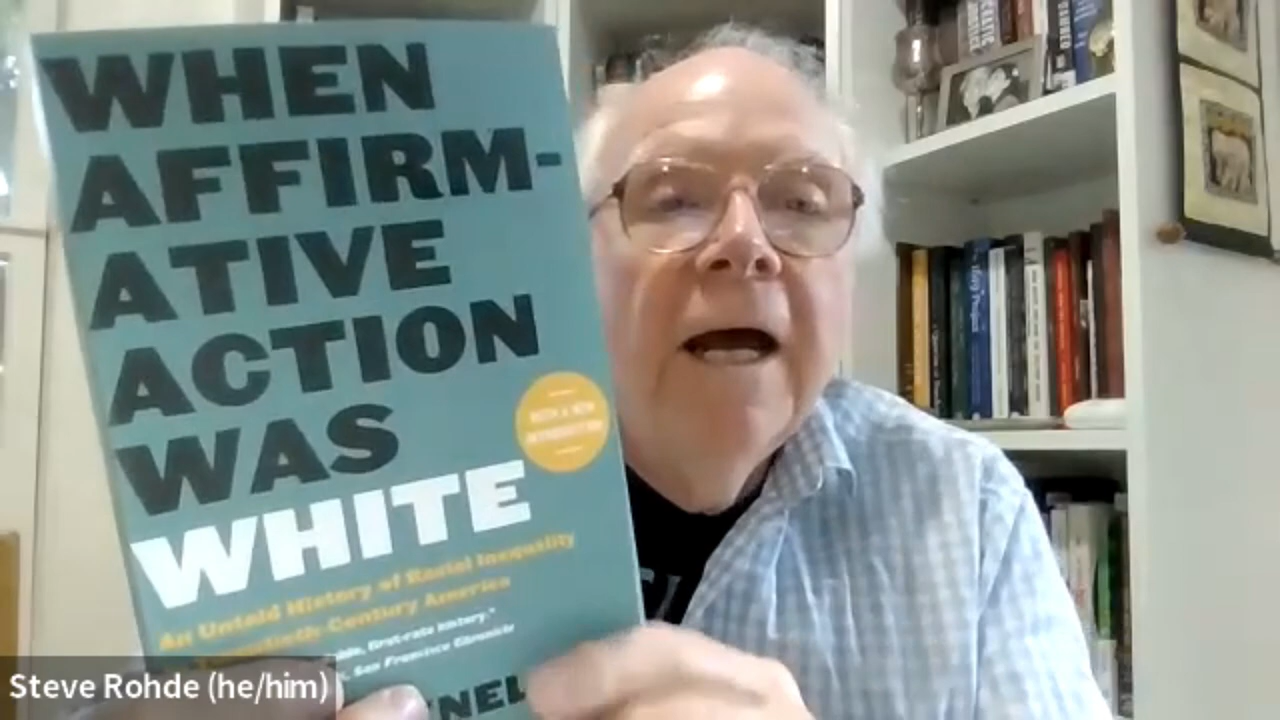 WHEN
AFFIRM-
ATIVE
ACTION
WAS
WHITE
WITH A NEW
INTRODUCTION
An Untold History of Racial Inequality
Twentieth-Century America
first-rate history."
San Francisco Chronicle
Steve Rohde (he/him)